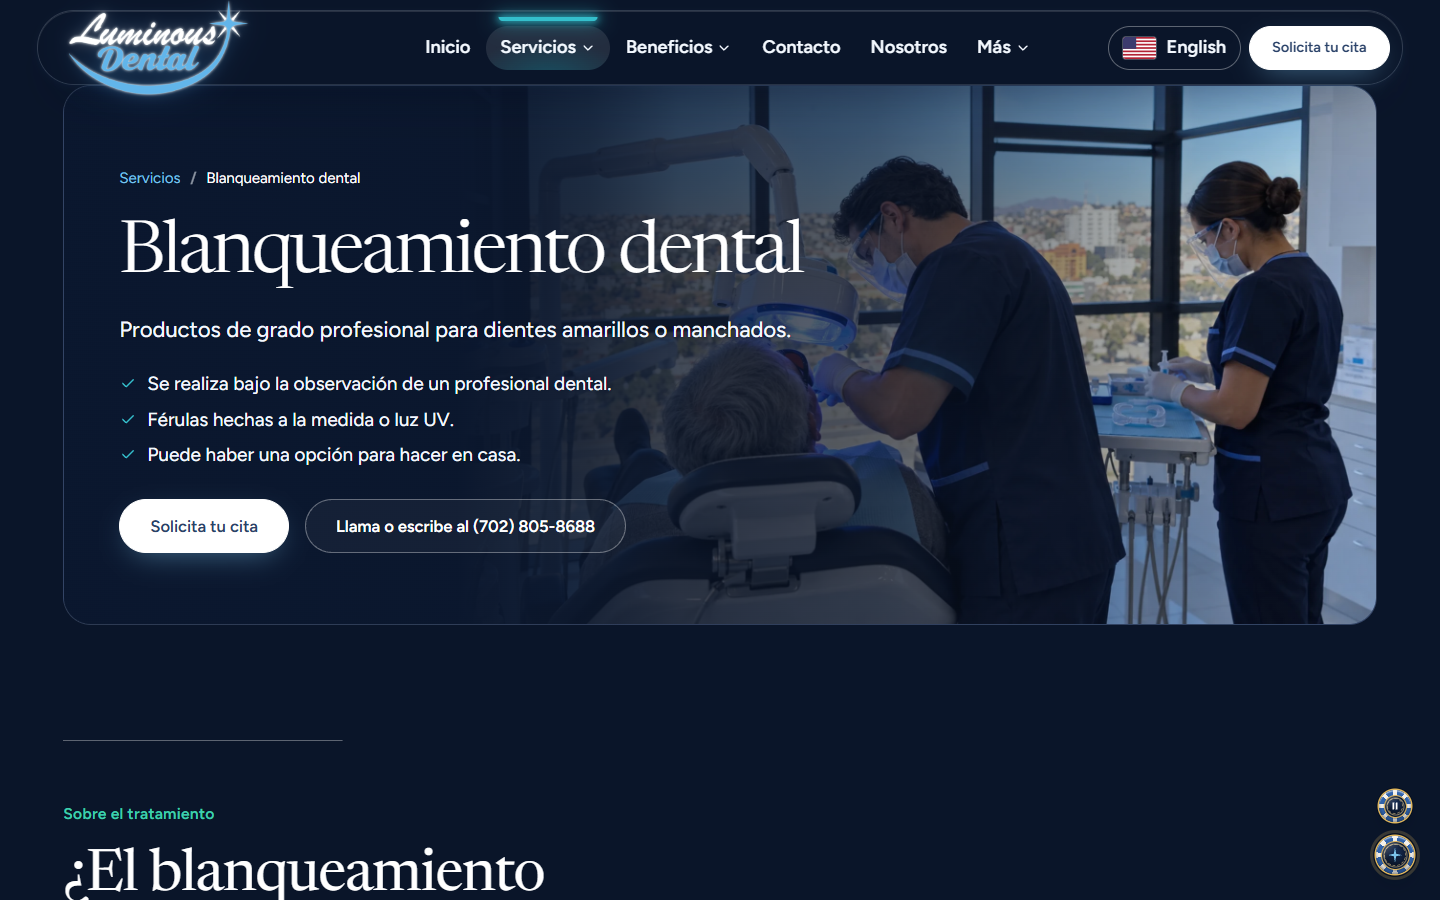 Luminous
Dental
Inicio
Servicios
Beneficios
Contacto
Nosotros
Más
English
Solicita tu cita
Servicios / Blanqueamiento dental
Blanqueamiento dental
Productos de grado profesional para dientes amarillos o manchados.
Se realiza bajo la observación de un profesional dental.
Férulas hechas a la medida o luz UV.
Puede haber una opción para hacer en casa.
Solicita tu cita
Llama o escribe al (702) 805-8688
Sobre el tratamiento
¿El blanqueamiento